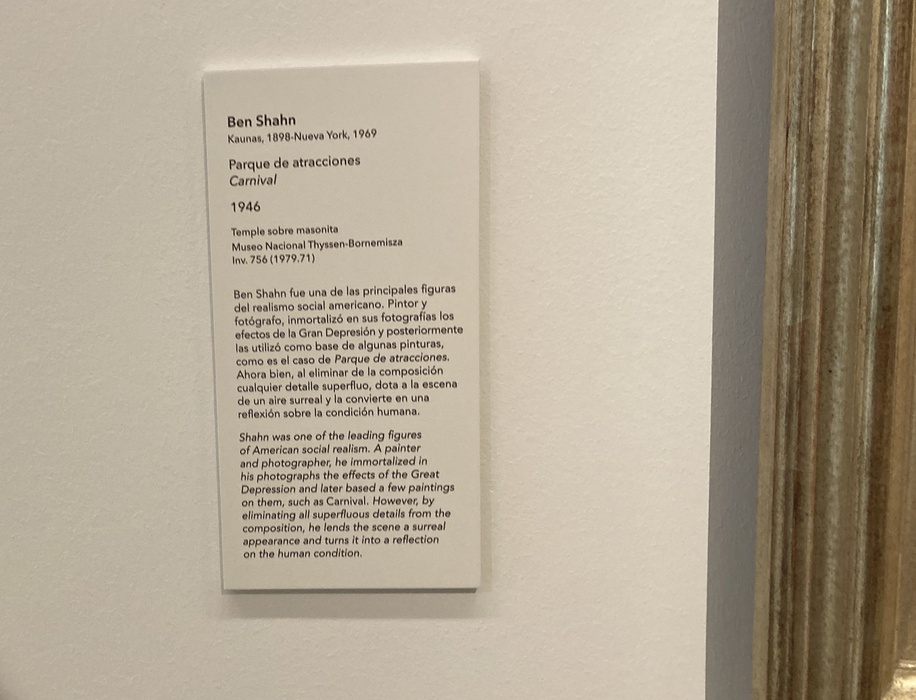 Ben Shahn
Kaunas, 1898-Nueva York, 1969
Parque de atracciones
Carnival
1946
Temple sobre masonita
Museo Nacional Thyssen-Bornemisza
Inv. 756 (1979.71)
Ben Shahn fue una de las principales figuras
del realismo social americano. Pintor y
fotógrafo, inmortalizó en sus fotografías los
efectos de la Gran Depresión y posteriormente
las utilizó como base de algunas pinturas,
como es el caso de Parque de atracciones.
Ahora bien, al eliminar de la composición
cualquier detalle superfluo, dota a la escena
de un aire surreal y la convierte en una
reflexión sobre la condición humana.
Shahn was one of the leading figures
of American social realism. A painter
and photographer, he immortalized in
his photographs the effects of the Great
Depression and later based a few paintings
on them, such as Carnival. However, by
eliminating all superfluous details from the
composition, he lends the scene a surreal
appearance and turns it into a reflection
on the human condition.